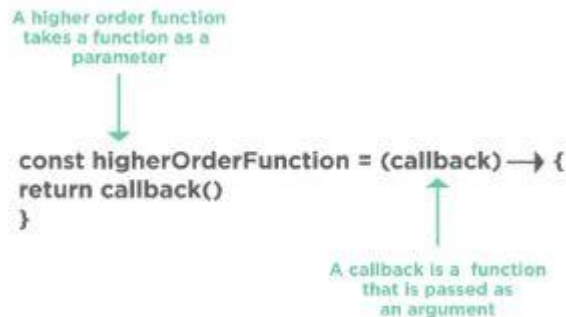 A higher order function
takes a function as a
parameter
const higherOrderFunction = (callback) → {
return callback()
}
A callback is a function
that is passed as
an argument